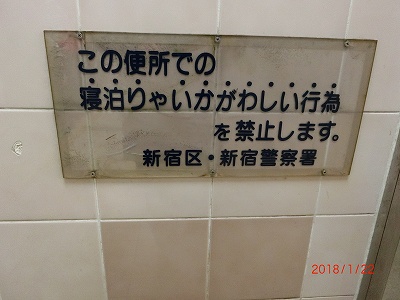 この便所での
寝泊りゃいかがわしい行為
を禁止します。
新宿区・新宿警察署
2018/1/22